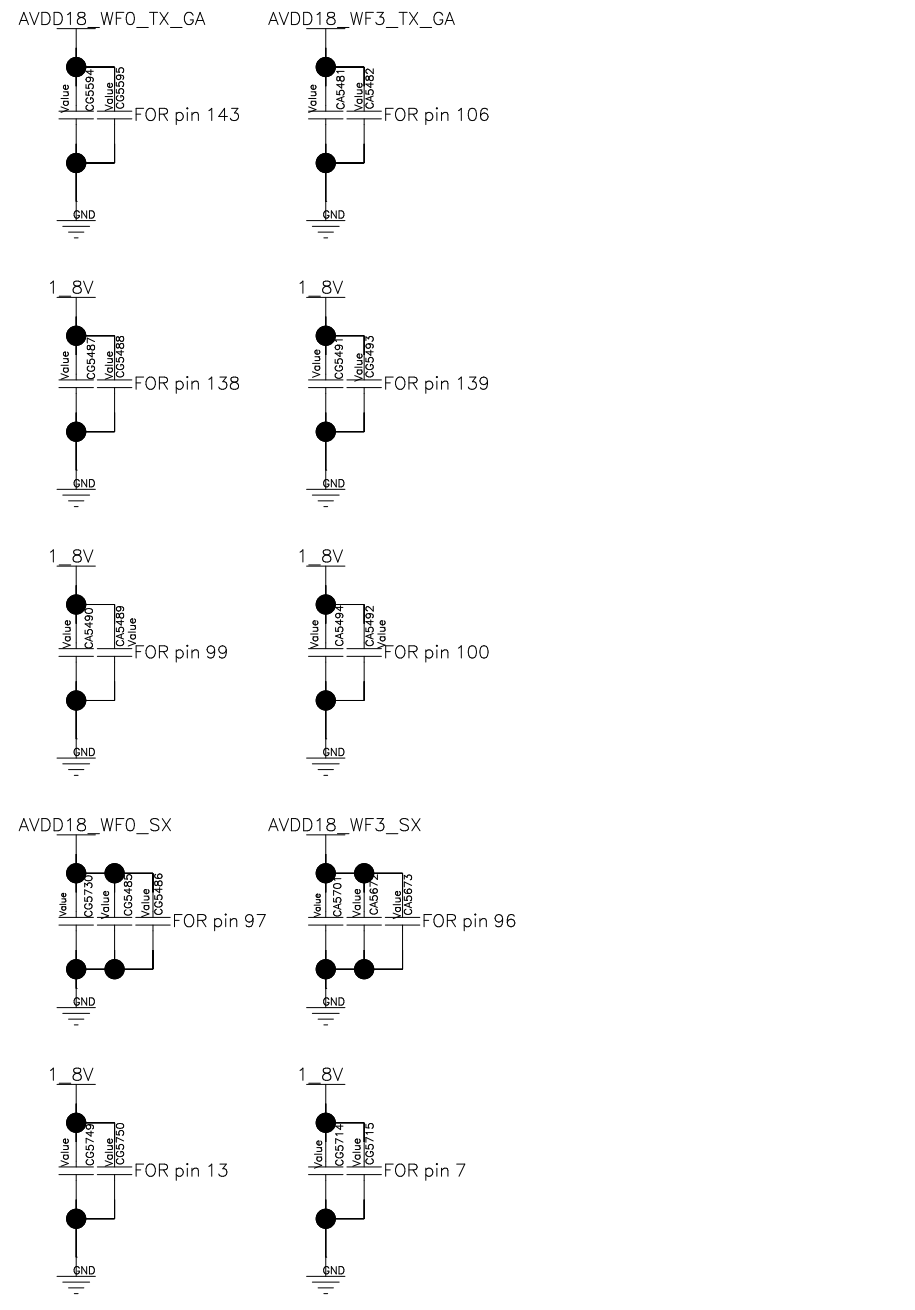 AVDD18_WF0_TX_GA
Value
CG5594
Value
CG5595
FOR pin 143
GND
AVDD18_WF3_TX_GA
Value
CA5481
Value
CA5482
FOR pin 106
GND
1_8V
Value
CG5487
Value
CG5488
FOR pin 138
GND
1_8V
Value
CG5491
Value
CG5493
FOR pin 139
GND
1_8V
Value
CA5490
CA5489
Value
FOR pin 99
GND
1_8V
Value
CA5494
CA5492
Value
FOR pin 100
GND
AVDD18_WF0_SX
Value
CG5730
Value
CG5485
Value
CG5486
FOR pin 97
GND
AVDD18_WF3_SX
Value
CA5701
Value
CA5672
Value
CA5673
FOR pin 96
GND
1_8V
Value
CG5749
Value
CG5750
FOR pin 13
GND
1_8V
Value
CG5714
Value
CG5715
FOR pin 7
GND